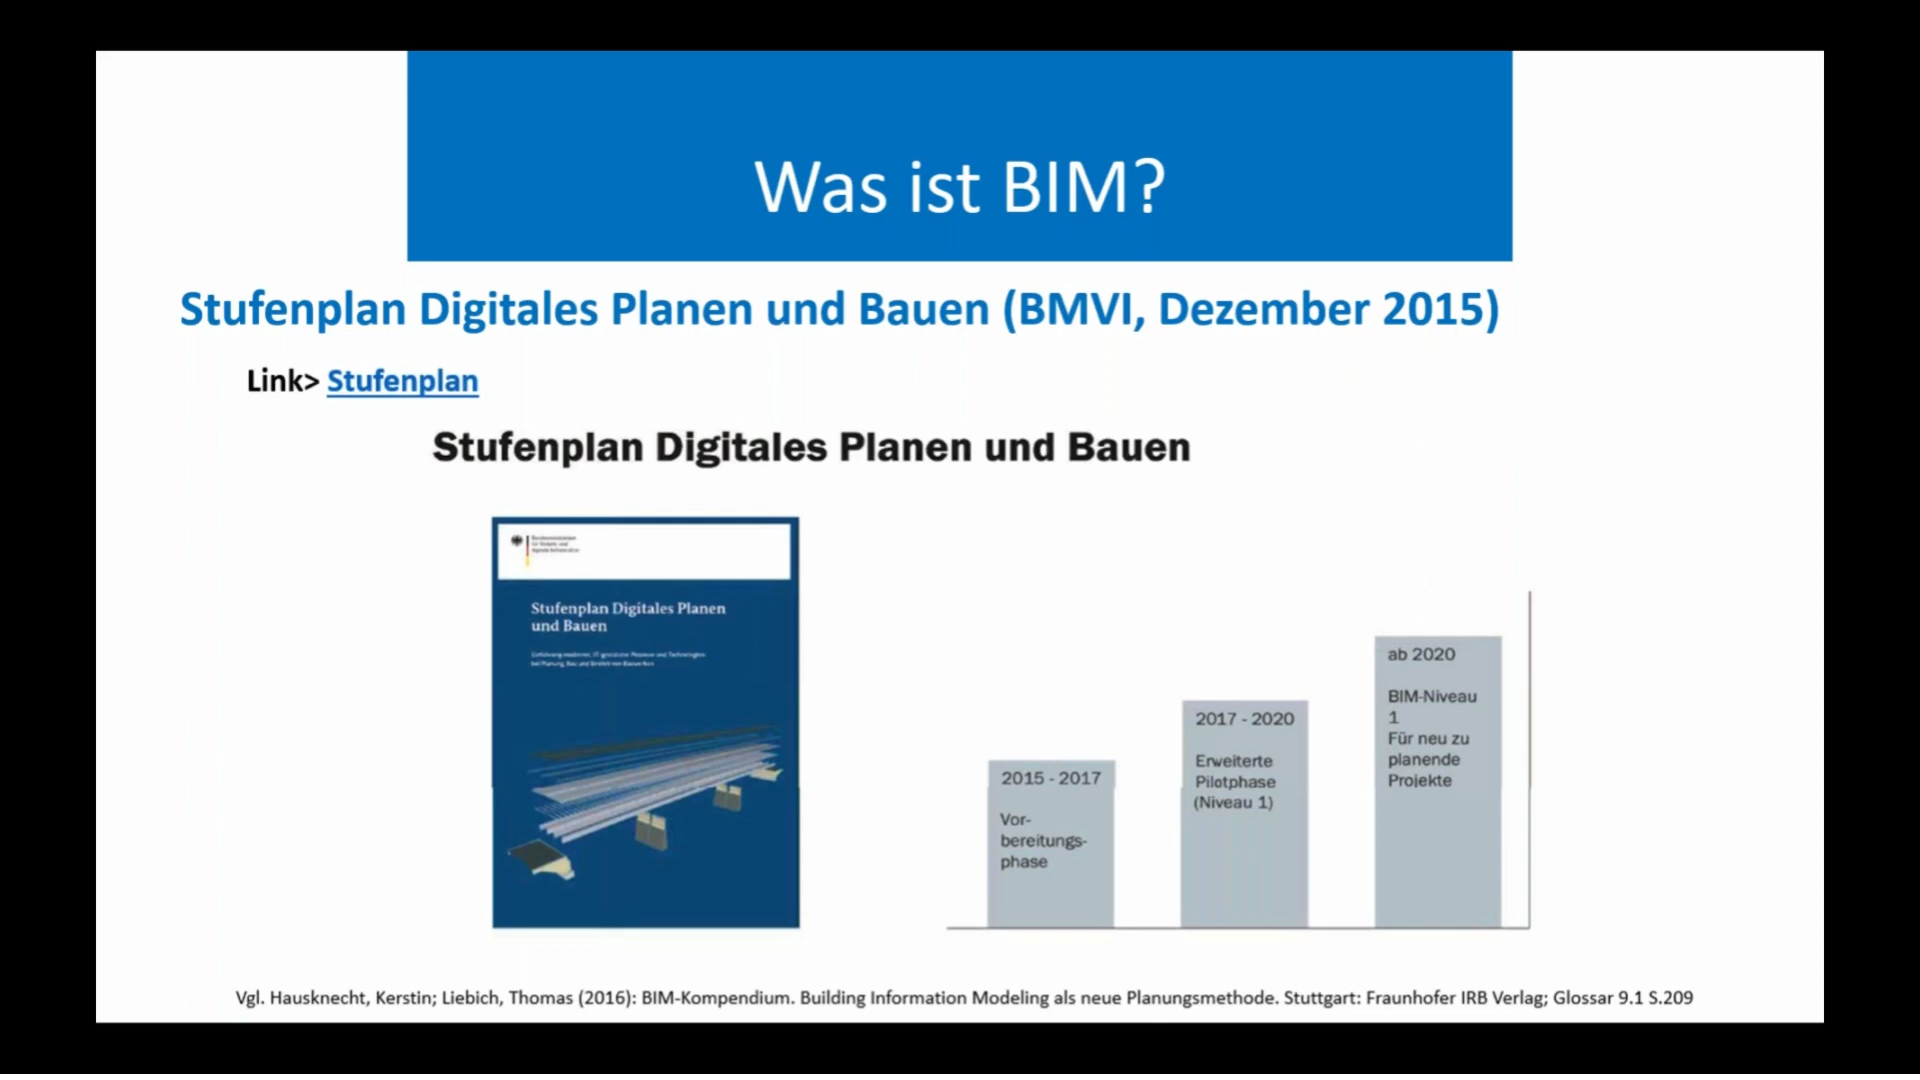 Was ist BIM?
Stufenplan Digitales Planen und Bauen (BMVI, Dezember 2015)
Link> Stufenplan
Stufenplan Digitales Planen und Bauen
Stufenplan Digitales Planen
und Bauen
2015 - 2017
Vor-
bereitungs-
phase
2017 - 2020
Erweiterte
Pilotphase
(Niveau 1)
ab 2020
BIM-Niveau
1
Für neu zu
planende
Projekte
Vgl. Hausknecht, Kerstin; Liebich, Thomas (2016): BIM-Kompendium. Building Information Modeling als neue Planungsmethode. Stuttgart: Fraunhofer IRB Verlag; Glossar 9.1 S.209